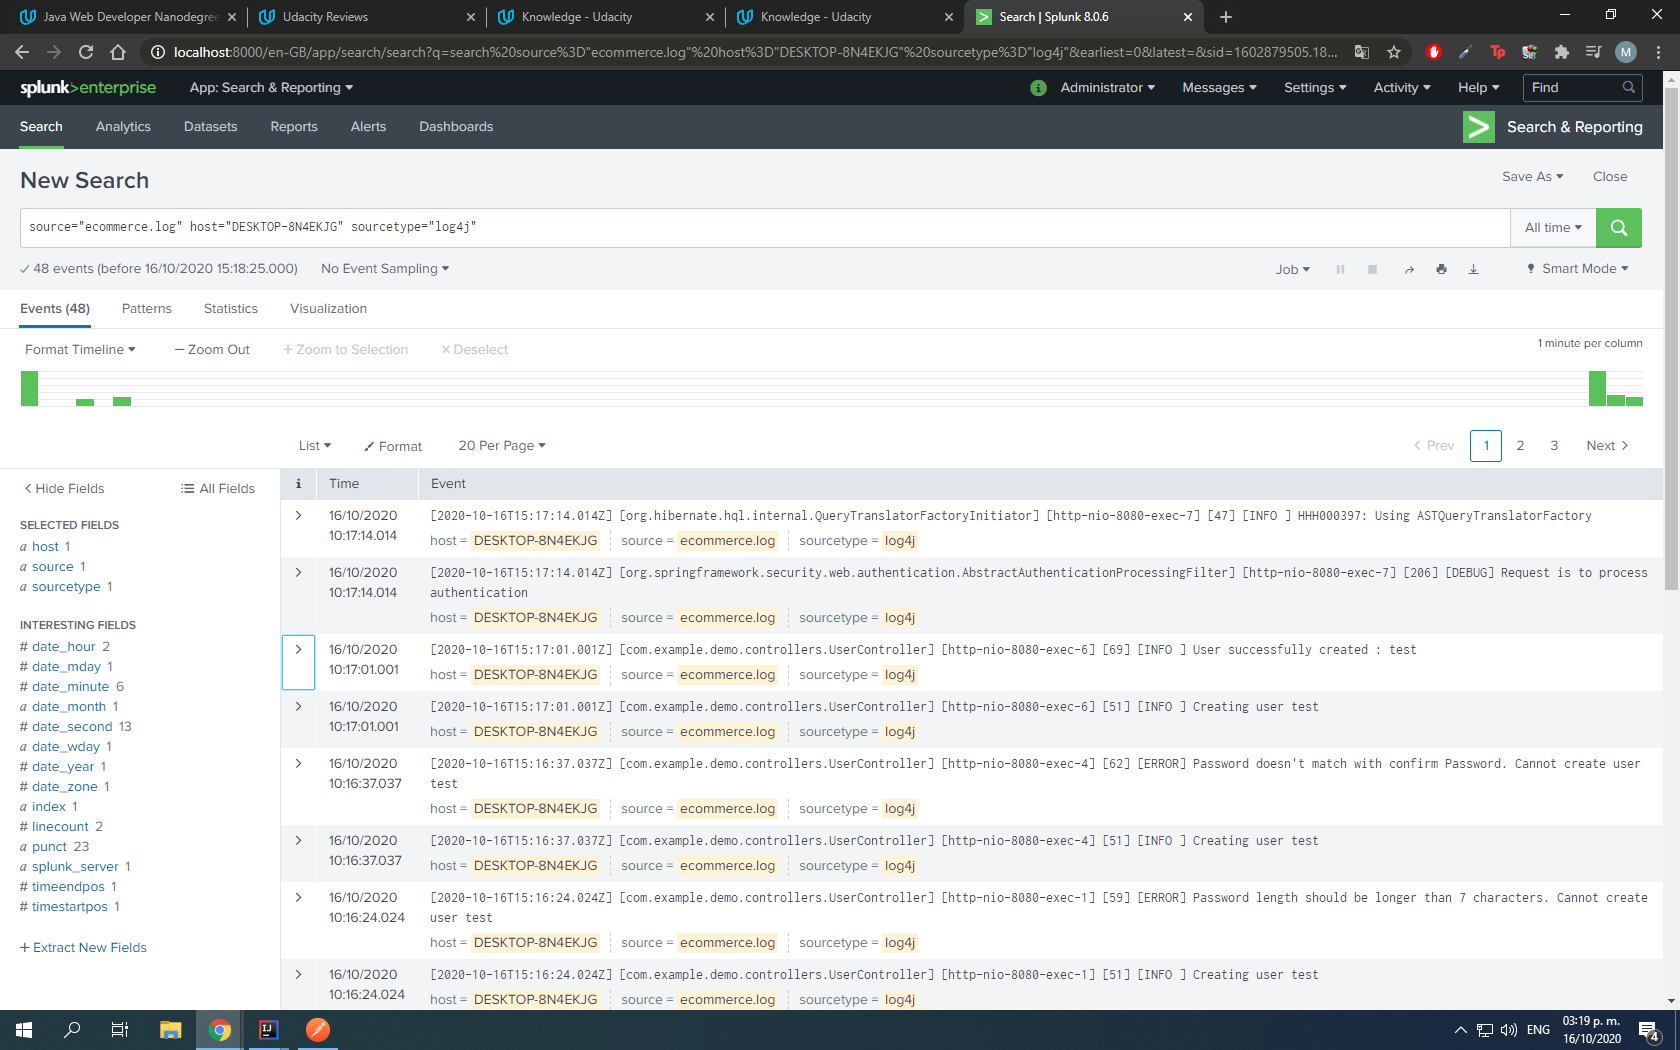 Java Web Developer Nanodegree
Udacity Reviews
Knowledge - Udacity
Knowledge - Udacity
Search | Splunk 8.0.6
localhost:8000/en-GB/app/search/search?q=search%20source%3D"ecommerce.log"%20host%3D"DESKTOP-8N4EKJG"%20sourcetype%3D"log4j"&earliest=0&latest=&sid=1602879505.18...
Tp
M
splunk>enterprise
App: Search & Reporting
i
Administrator
Messages
Settings
Activity
Help
Find
Search
Analytics
Datasets
Reports
Alerts
Dashboards
Search & Reporting
New Search
Save As
Close
source="ecommerce.log" host="DESKTOP-8N4EKJG" sourcetype="log4j"
All time
48 events (before 16/10/2020 15:18:25.000)
No Event Sampling
Job
Smart Mode
Events (48)
Patterns
Statistics
Visualization
Format Timeline
— Zoom Out
+ Zoom to Selection
× Deselect
1 minute per column
List
Format
20 Per Page
< Prev
1
2
3
Next >
< Hide Fields
All Fields
SELECTED FIELDS
a host 1
a source 1
a sourcetype 1
INTERESTING FIELDS
# date_hour 2
# date_mday 1
# date_minute 6
a date_month 1
# date_second 13
a date_wday 1
# date_year 1
# date_zone 1
a index 1
# linecount 2
a punct 23
a splunk_server 1
# timeendpos 1
# timestartpos 1
+ Extract New Fields
i
Time
Event
16/10/2020
10:17:14.014
[2020-10-16T15:17:14.014Z] [org.hibernate.hql.internal.QueryTranslatorFactoryInitiator] [http-nio-8080-exec-7] [47] [INFO ] HHH000397: Using ASTQueryTranslatorFactory
host = DESKTOP-8N4EKJG source = ecommerce.log sourcetype = log4j
16/10/2020
10:17:14.014
[2020-10-16T15:17:14.014Z] [org.springframework.security.web.authentication.AbstractAuthenticationProcessingFilter] [http-nio-8080-exec-7] [206] [DEBUG] Request is to process
authentication
host = DESKTOP-8N4EKJG source = ecommerce.log sourcetype = log4j
16/10/2020
10:17:01.001
[2020-10-16T15:17:01.001Z] [com.example.demo.controllers.UserController] [http-nio-8080-exec-6] [69] [INFO ] User successfully created : test
host = DESKTOP-8N4EKJG source = ecommerce.log sourcetype = log4j
16/10/2020
10:17:01.001
[2020-10-16T15:17:01.001Z] [com.example.demo.controllers.UserController] [http-nio-8080-exec-6] [51] [INFO ] Creating user test
host = DESKTOP-8N4EKJG source = ecommerce.log sourcetype = log4j
16/10/2020
10:16:37.037
[2020-10-16T15:16:37.037Z] [com.example.demo.controllers.UserController] [http-nio-8080-exec-4] [62] [ERROR] Password doesn't match with confirm Password. Cannot create user
test
host = DESKTOP-8N4EKJG source = ecommerce.log sourcetype = log4j
16/10/2020
10:16:37.037
[2020-10-16T15:16:37.037Z] [com.example.demo.controllers.UserController] [http-nio-8080-exec-4] [51] [INFO ] Creating user test
host = DESKTOP-8N4EKJG source = ecommerce.log sourcetype = log4j
16/10/2020
10:16:24.024
[2020-10-16T15:16:24.024Z] [com.example.demo.controllers.UserController] [http-nio-8080-exec-1] [59] [ERROR] Password length should be longer than 7 characters. Cannot create
user test
host = DESKTOP-8N4EKJG source = ecommerce.log sourcetype = log4j
16/10/2020
10:16:24.024
[2020-10-16T15:16:24.024Z] [com.example.demo.controllers.UserController] [http-nio-8080-exec-1] [51] [INFO ] Creating user test
host = DESKTOP-8N4EKJG source = ecommerce.log sourcetype = log4j
IJ
ENG
03:19 p. m.
16/10/2020
4